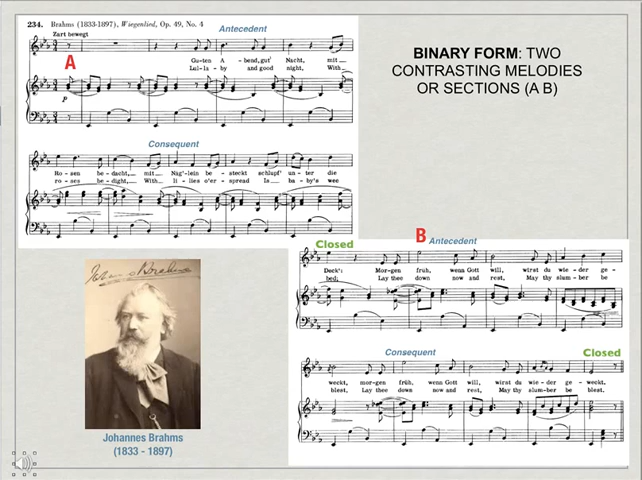 234. Brahms (1833-1897), Wiegenlied, Op. 49, No. 4
Zart bewegt
Antecedent
A
Gu-ten A - bend, gut' Nacht, mit
Lul-la - by and good night, With
p
Consequent
Ro - sen be-dacht, mit Näg'-lein be - steckt schlupf' un - ter die
ro - ses be-dight, With lil-ies o'er - spread Is ba-by's wee
BINARY FORM: TWO
CONTRASTING MELODIES
OR SECTIONS (A B)
Closed
B
Antecedent
Deck': Mor-gen früh, wenn Gott will, wirst du wie-der ge-
bed; Lay thee down now and rest, May thy slum-ber be
Consequent
Closed
weckt, mor-gen früh, wenn Gott will, wirst du wie-der ge-weckt.
blest, Lay thee down now and rest, May thy slum-ber be blest.
Johannes Brahms
Johannes Brahms
(1833 - 1897)